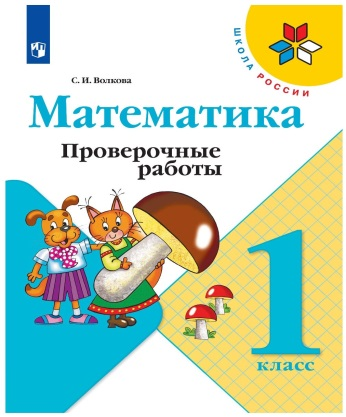 ШКОЛА РОССИИ
С. И. Волкова
Математика
Проверочные
работы
1
класс